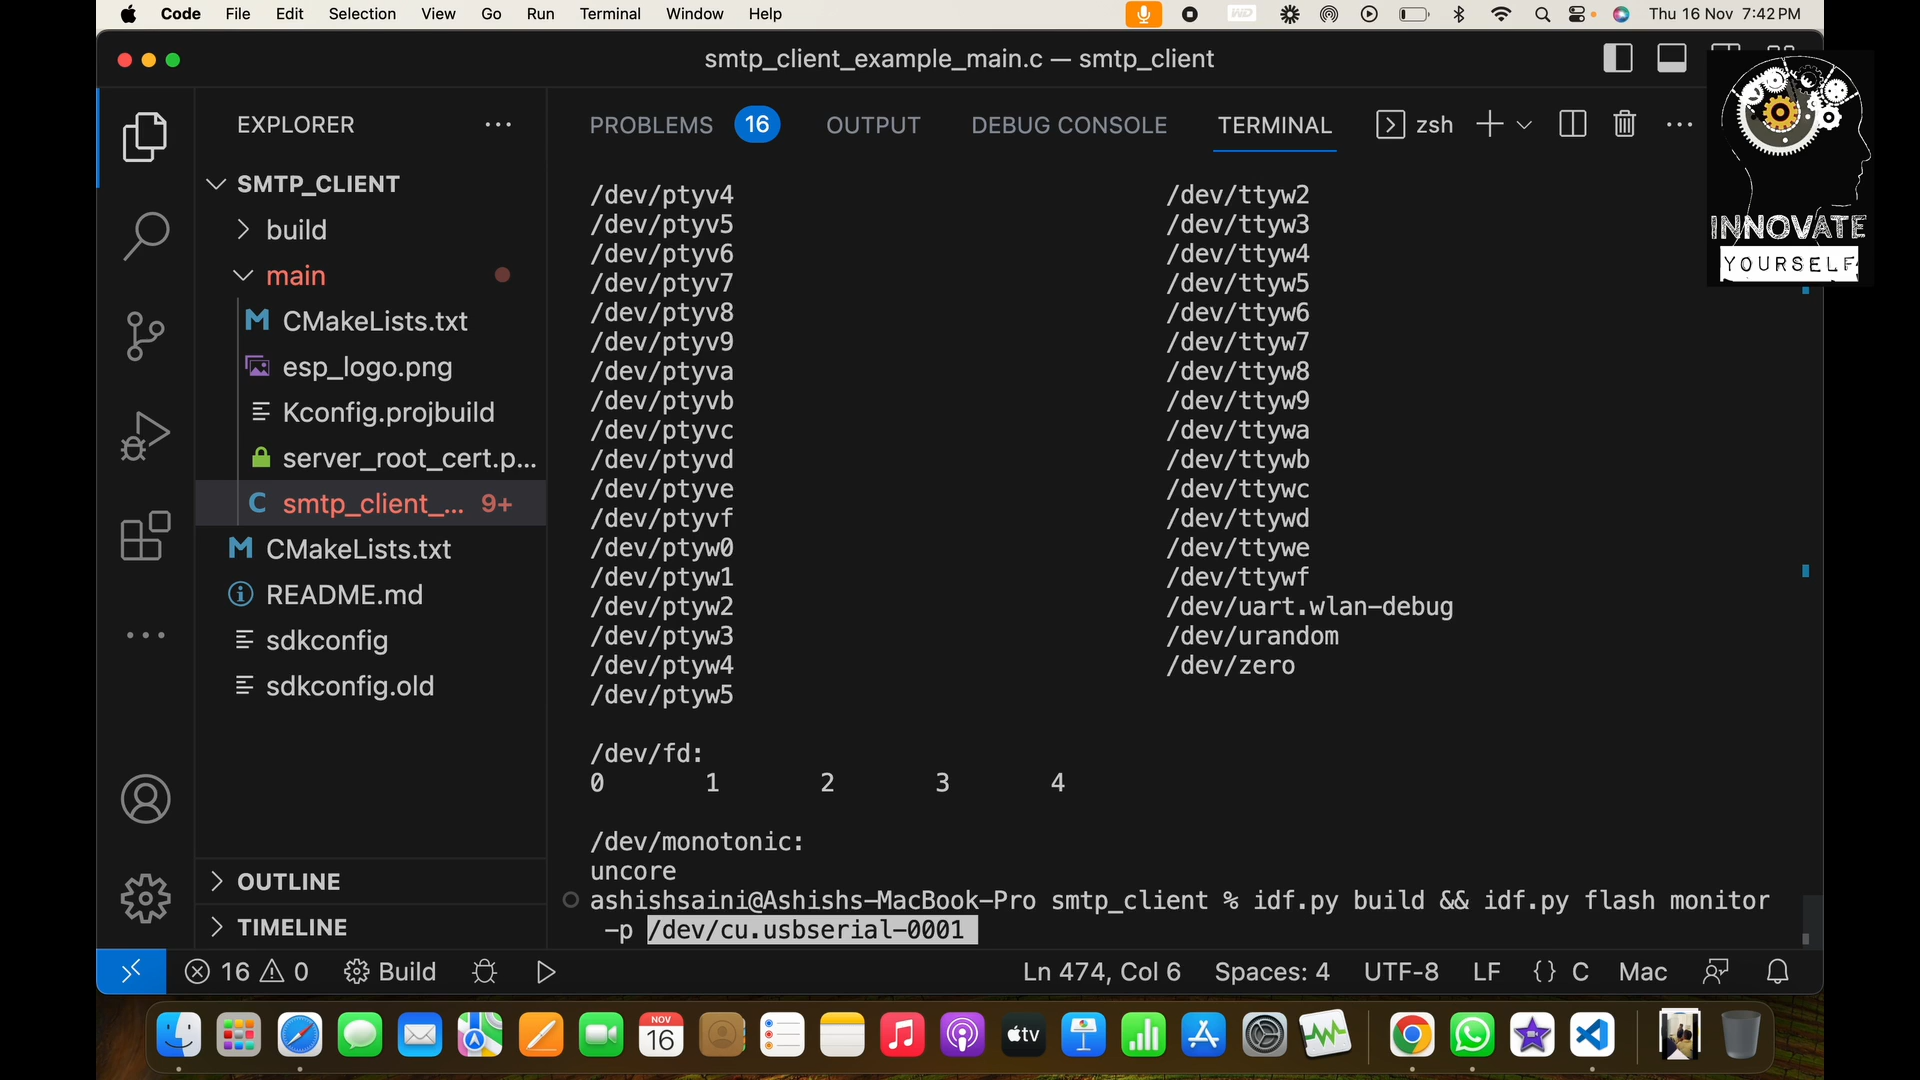 Code File Edit Selection View Go Run Terminal Window Help Thu 16 Nov 7:42 PM
smtp_client_example_main.c — smtp_client
INNOVATE
YOURSELF
EXPLORER
SMTP_CLIENT
build
main
CMakeLists.txt
esp_logo.png
Kconfig.projbuild
server_root_cert.p...
smtp_client_... 9+
CMakeLists.txt
README.md
sdkconfig
sdkconfig.old
OUTLINE
TIMELINE
PROBLEMS 16 OUTPUT DEBUG CONSOLE TERMINAL zsh
/dev/ptyv4 /dev/ttyw2
/dev/ptyv5 /dev/ttyw3
/dev/ptyv6 /dev/ttyw4
/dev/ptyv7 /dev/ttyw5
/dev/ptyv8 /dev/ttyw6
/dev/ptyv9 /dev/ttyw7
/dev/ptyva /dev/ttyw8
/dev/ptyvb /dev/ttyw9
/dev/ptyvc /dev/ttywa
/dev/ptyvd /dev/ttywb
/dev/ptyve /dev/ttywc
/dev/ptyvf /dev/ttywd
/dev/ptyw0 /dev/ttywe
/dev/ptyw1 /dev/ttywf
/dev/ptyw2 /dev/uart.wlan-debug
/dev/ptyw3 /dev/urandom
/dev/ptyw4 /dev/zero
/dev/ptyw5
/dev/fd:
0 1 2 3 4
/dev/monotonic:
uncore
ashishsaini@Ashishs-MacBook-Pro smtp_client % idf.py build && idf.py flash monitor
-p /dev/cu.usbserial-0001
16 0 Build Ln 474, Col 6 Spaces: 4 UTF-8 LF {} C Mac
NOV
16
tv